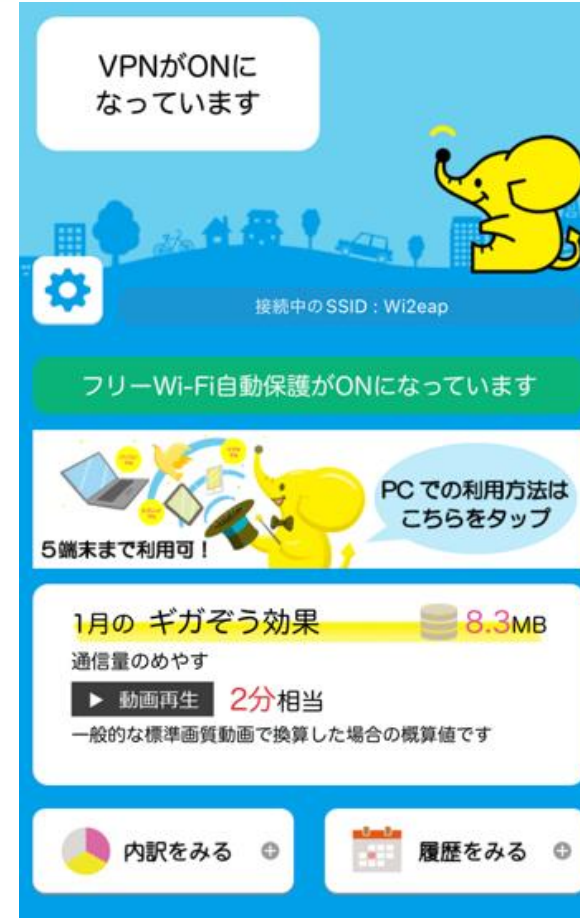 VPNがONに
なっています
接続中のSSID : Wi2eap
フリーWi-Fi自動保護がONになっています
PC での利用方法は
こちらをタップ
5端末まで利用可！
1月の ギガぞう効果 8.3MB
通信量のめやす
動画再生 2分相当
一般的な標準画質動画で換算した場合の概算値です
内訳をみる
履歴をみる